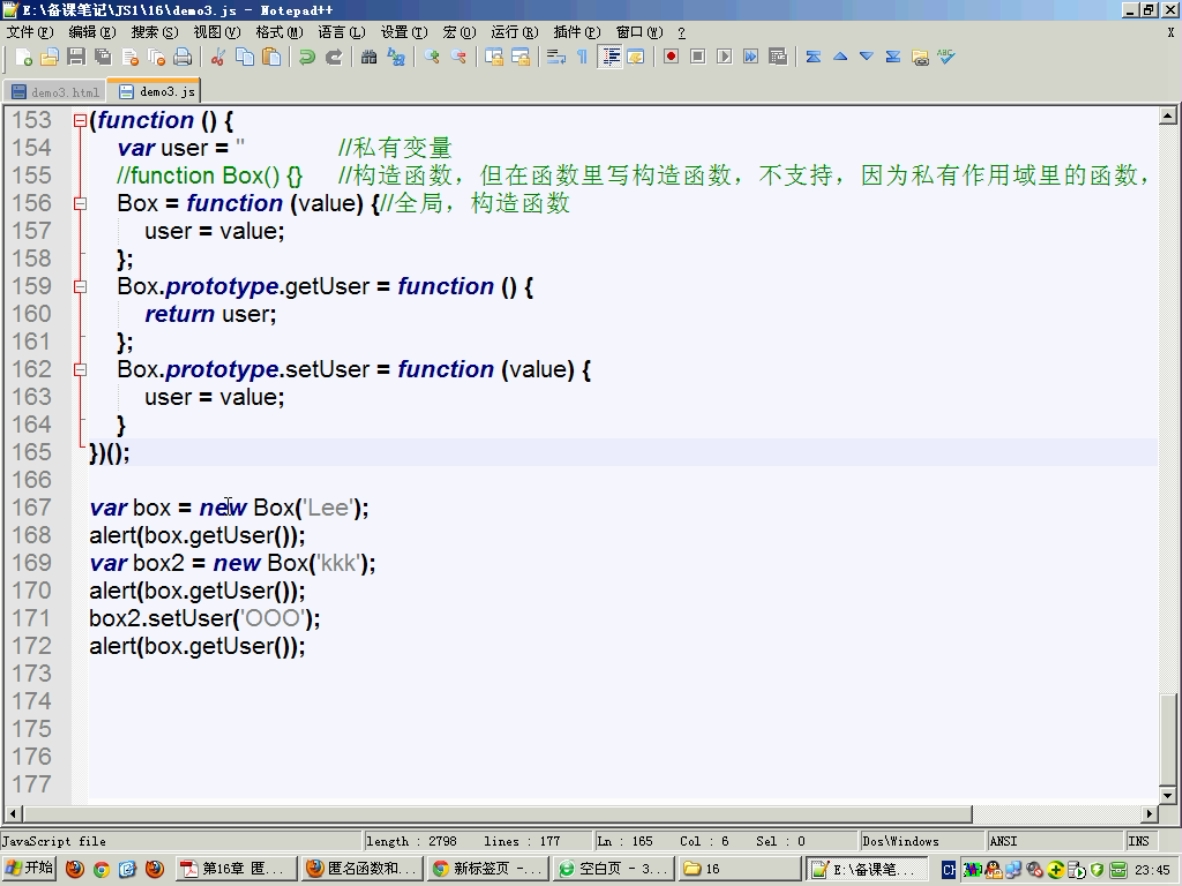 E:\备课笔记\JS1\16\demo3.js - Notepad++
文件(F) 编辑(E) 搜索(S) 视图(V) 格式(M) 语言(L) 设置(T) 宏(O) 运行(R) 插件(P) 窗口(W) ? X
demo3.html demo3.js
153 (function () {
154 var user = '' //私有变量
155 //function Box() {} //构造函数，但在函数里写构造函数，不支持，因为私有作用域里的函数，
156 Box = function (value) {//全局，构造函数
157 user = value;
158 };
159 Box.prototype.getUser = function () {
160 return user;
161 };
162 Box.prototype.setUser = function (value) {
163 user = value;
164 }
165 })();
166
167 var box = new Box('Lee');
168 alert(box.getUser());
169 var box2 = new Box('kkk');
170 alert(box.getUser());
171 box2.setUser('OOO');
172 alert(box.getUser());
173
174
175
176
177
JavaScript file length : 2798 lines : 177 Ln : 165 Col : 6 Sel : 0 Dos\Windows ANSI INS
开始 第16章 匿... 匿名函数和... 新标签页 -... 空白页 - 3... 16 E:\备课笔... CH 23:45